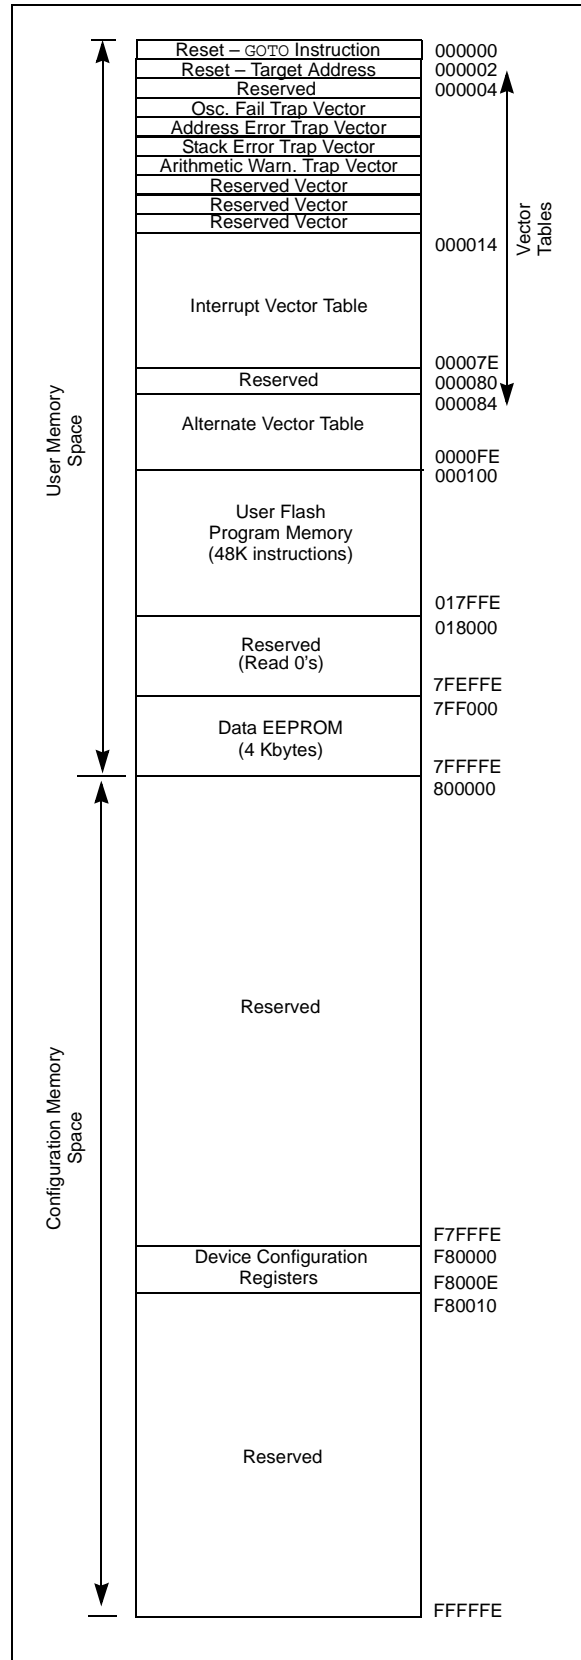 Reset – GOTO Instruction 000000
Reset – Target Address 000002
Reserved 000004
Osc. Fail Trap Vector
Address Error Trap Vector
Stack Error Trap Vector
Arithmetic Warn. Trap Vector
Reserved Vector
Reserved Vector
Reserved Vector
000014
Vector
Tables
Interrupt Vector Table
00007E
Reserved 000080
000084
Alternate Vector Table
0000FE
000100
User Memory
Space
User Flash
Program Memory
(48K instructions)
017FFE
018000
Reserved
(Read 0's)
7FEFFE
7FF000
Data EEPROM
(4 Kbytes)
7FFFFE
800000
Reserved
Configuration Memory
Space
F7FFFE
Device Configuration F80000
Registers F8000E
F80010
Reserved
FFFFFE